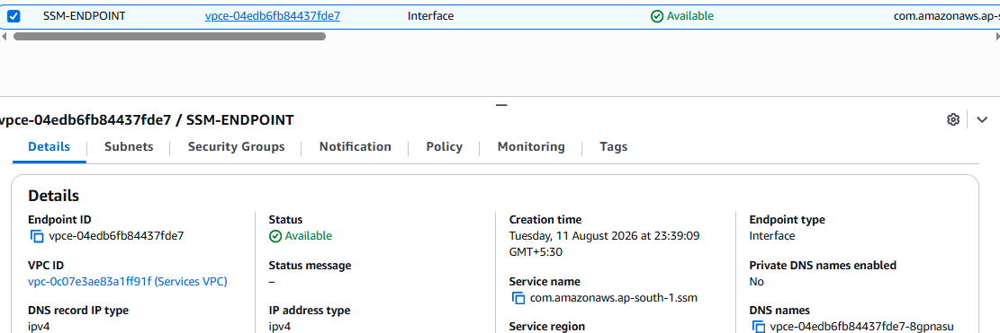 SSM-ENDPOINT vpce-04edb6fb84437fde7 Interface Available com.amazonaws.ap-s
vpce-04edb6fb84437fde7 / SSM-ENDPOINT
Details Subnets Security Groups Notification Policy Monitoring Tags
Details
Endpoint ID
vpce-04edb6fb84437fde7
VPC ID
vpc-0c07e3ae83a1ff91f (Services VPC)
DNS record IP type
ipv4
Status
Available
Status message
–
IP address type
ipv4
Creation time
Tuesday, 11 August 2026 at 23:39:09
GMT+5:30
Service name
com.amazonaws.ap-south-1.ssm
Service region
Endpoint type
Interface
Private DNS names enabled
No
DNS names
vpce-04edb6fb84437fde7-8gpnasu